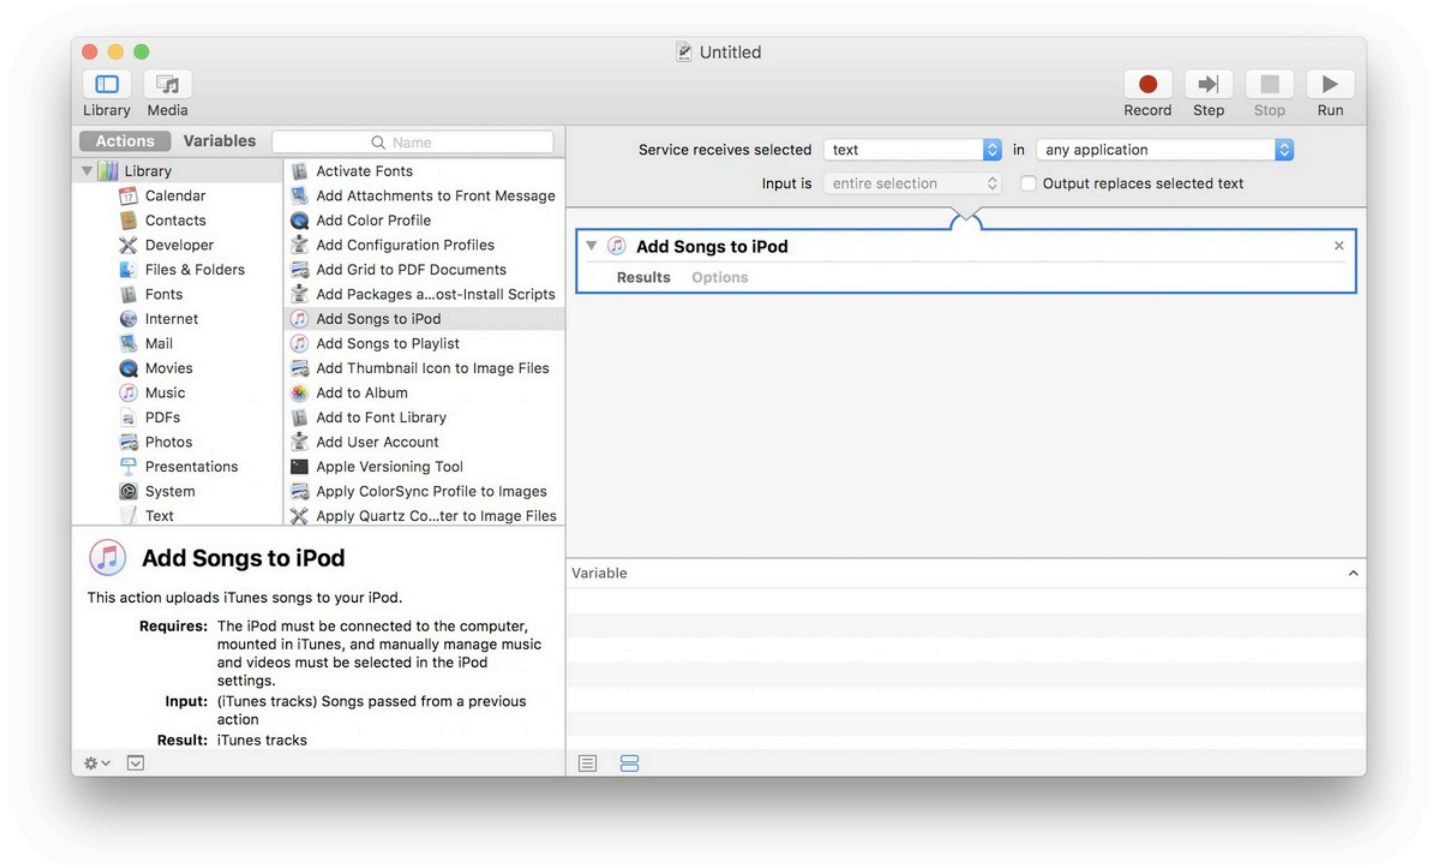 Untitled
Library Media
Record Step Stop Run
Actions Variables
Name
Service receives selected text in any application
Input is entire selection Output replaces selected text
Library
Calendar
Contacts
Developer
Files & Folders
Fonts
Internet
Mail
Movies
Music
PDFs
Photos
Presentations
System
Text
Activate Fonts
Add Attachments to Front Message
Add Color Profile
Add Configuration Profiles
Add Grid to PDF Documents
Add Packages a...ost-Install Scripts
Add Songs to iPod
Add Songs to Playlist
Add Thumbnail Icon to Image Files
Add to Album
Add to Font Library
Add User Account
Apple Versioning Tool
Apply ColorSync Profile to Images
Apply Quartz Co...ter to Image Files
Add Songs to iPod
Results Options
Add Songs to iPod
This action uploads iTunes songs to your iPod.
Requires: The iPod must be connected to the computer,
mounted in iTunes, and manually manage music
and videos must be selected in the iPod
settings.
Input: (iTunes tracks) Songs passed from a previous
action
Result: iTunes tracks
Variable